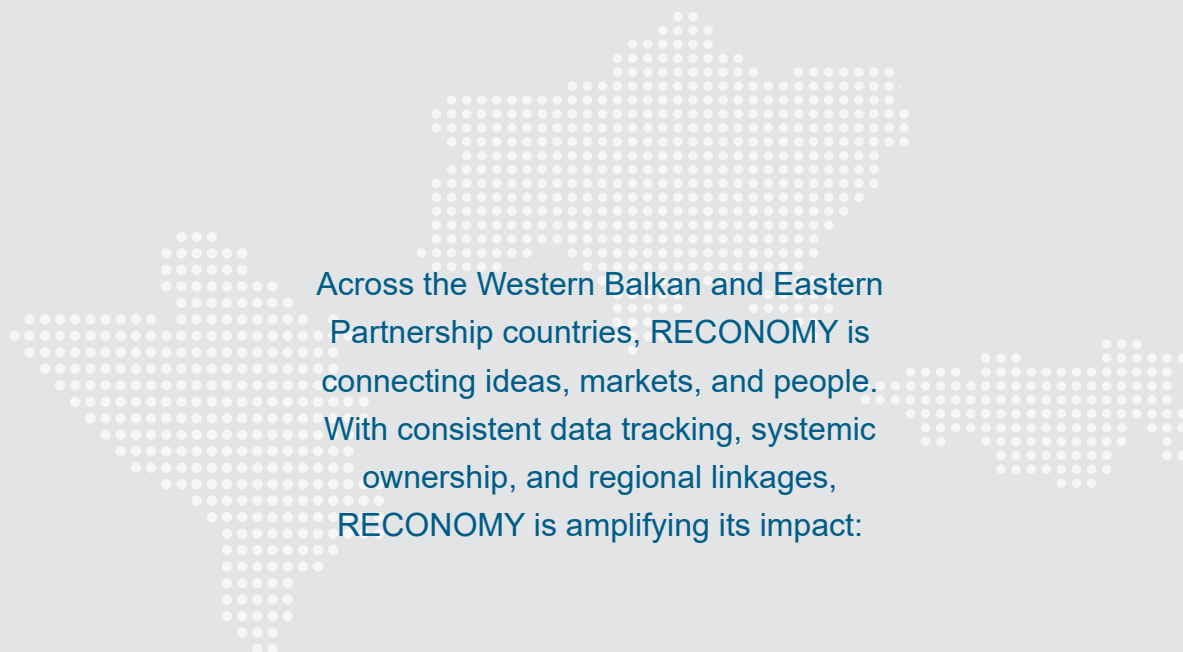 Across the Western Balkan and Eastern
Partnership countries, RECONOMY is
connecting ideas, markets, and people.
With consistent data tracking, systemic
ownership, and regional linkages,
RECONOMY is amplifying its impact: